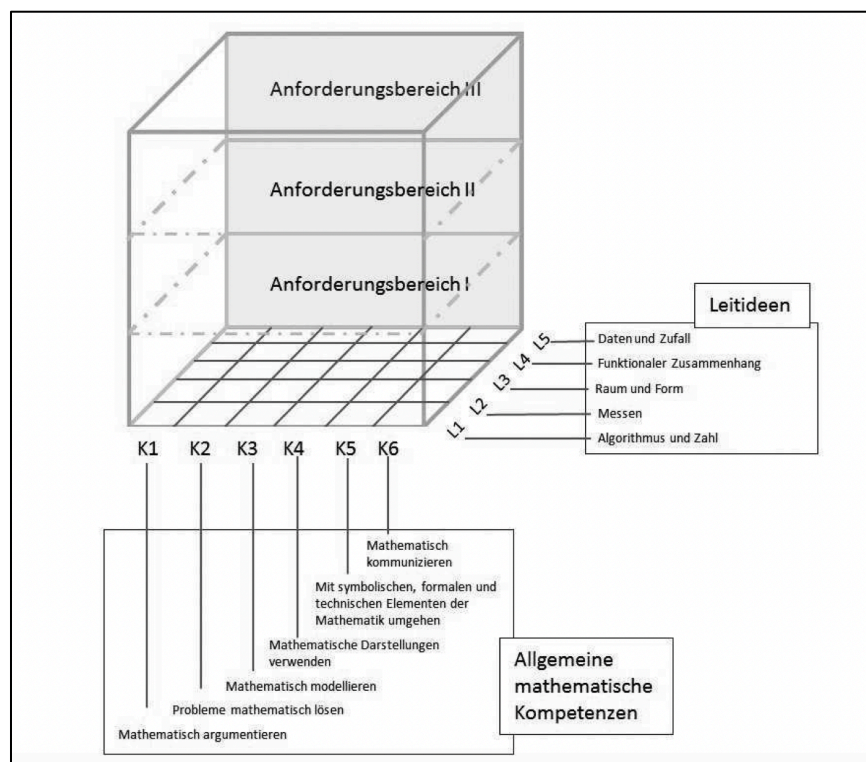 Anforderungsbereich III
Anforderungsbereich II
Anforderungsbereich I
Leitideen
L5
Daten und Zufall
L4
Funktionaler Zusammenhang
L3
Raum und Form
L2
Messen
L1
Algorithmus und Zahl
K1 K2 K3 K4 K5 K6
Mathematisch
kommunizieren
Mit symbolischen, formalen und
technischen Elementen der
Mathematik umgehen
Mathematische Darstellungen
verwenden
Mathematisch modellieren
Probleme mathematisch lösen
Mathematisch argumentieren
Allgemeine
mathematische
Kompetenzen